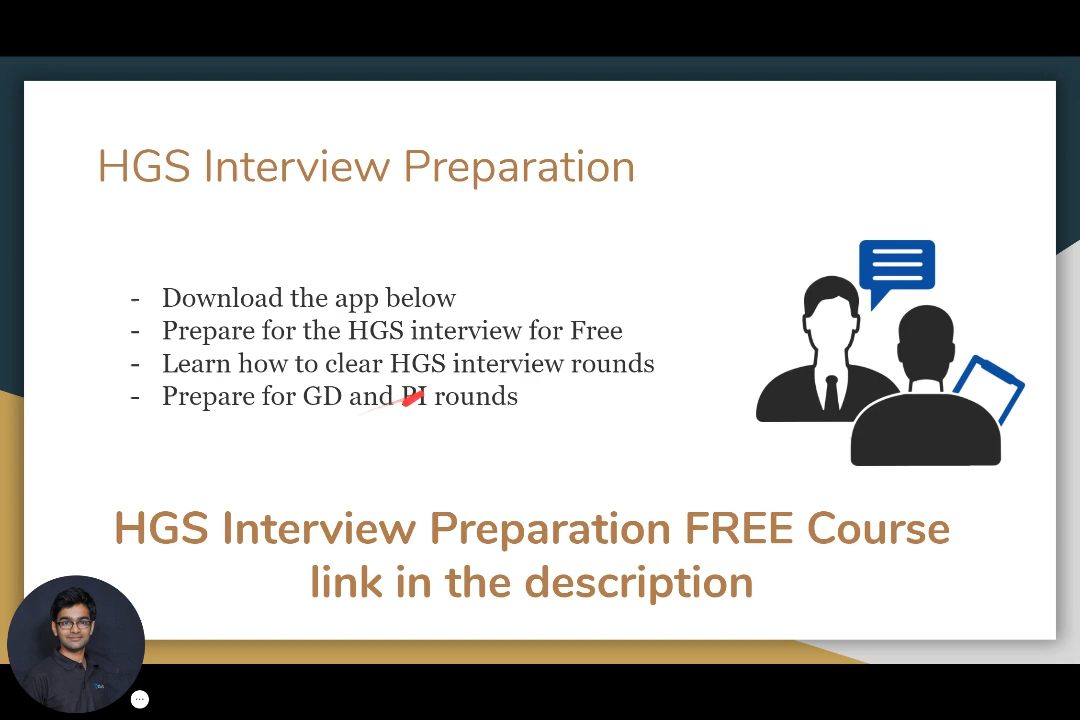 HGS Interview Preparation
- Download the app below
- Prepare for the HGS interview for Free
- Learn how to clear HGS interview rounds
- Prepare for GD and PI rounds
HGS Interview Preparation FREE Course
link in the description